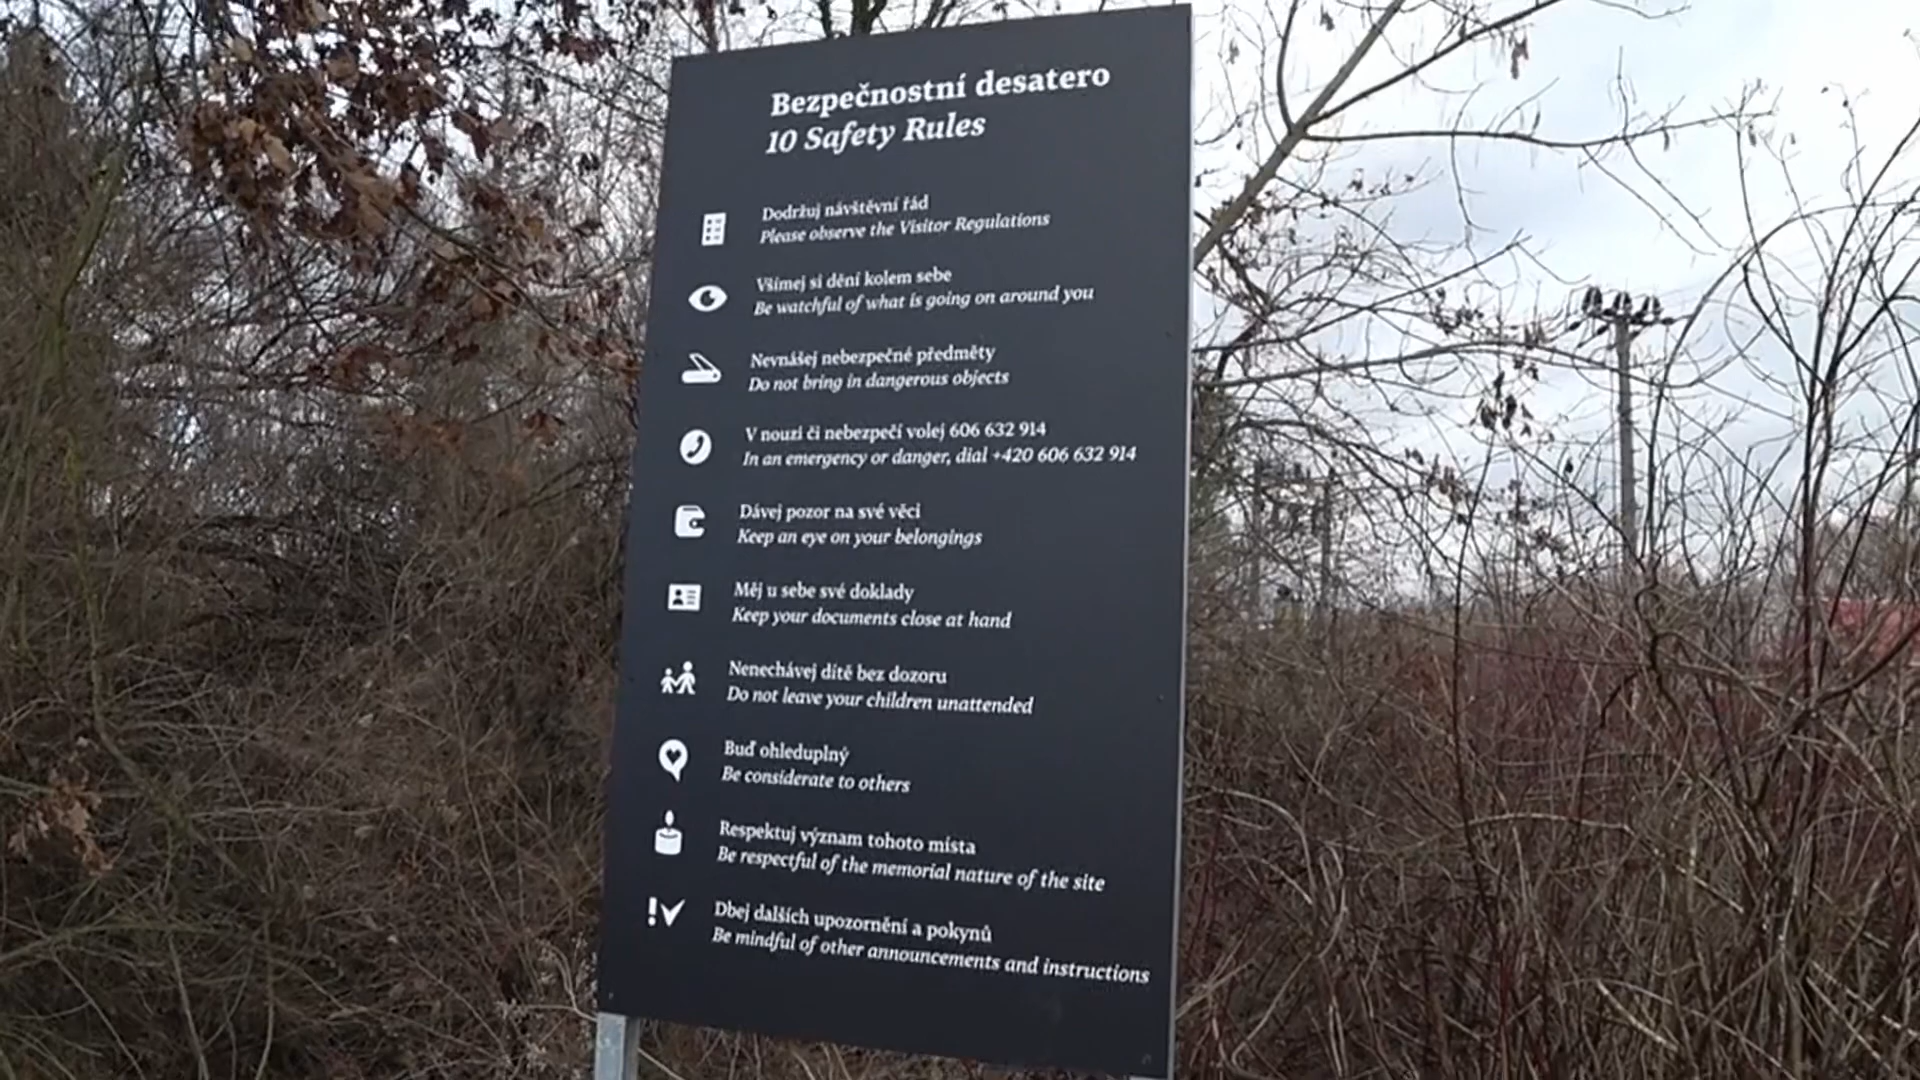 Bezpečnostní desatero
10 Safety Rules
Dodržuj návštěvní řád
Please observe the Visitor Regulations
Všímej si dění kolem sebe
Be watchful of what is going on around you
Nevnášej nebezpečné předměty
Do not bring in dangerous objects
V nouzi či nebezpečí volej 606 632 914
In an emergency or danger, dial +420 606 632 914
Dávej pozor na své věci
Keep an eye on your belongings
Měj u sebe své doklady
Keep your documents close at hand
Nenechávej dítě bez dozoru
Do not leave your children unattended
Buď ohleduplný
Be considerate to others
Respektuj význam tohoto místa
Be respectful of the memorial nature of the site
Dbej dalších upozornění a pokynů
Be mindful of other announcements and instructions